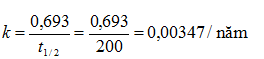 k = 0,693 / t1/2 = 0,693 / 200 = 0,00347 / năm